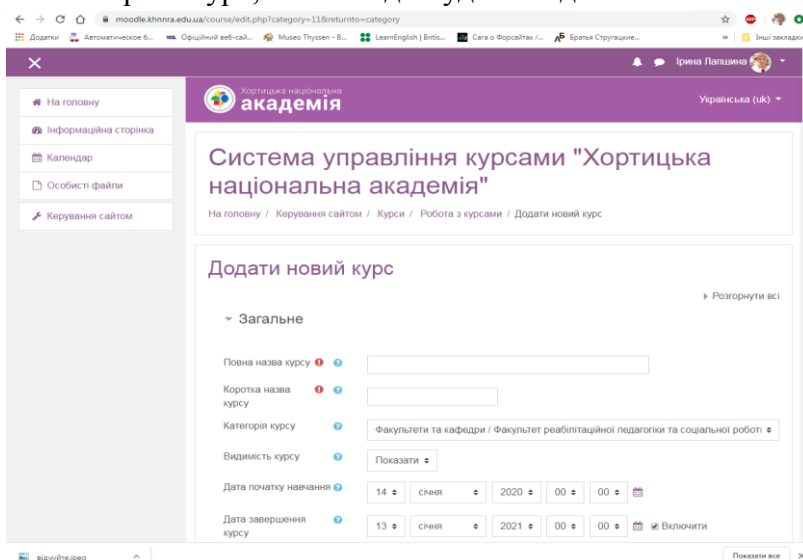 moodle.khnnra.edu.ua/course/edit.php?category=11&returnto=category
Додатки Автоматическое б... Офіційний веб-сай... Museo Thyssen - B... LearnEnglish | Britis... Сага о Форсайтах /... Братья Стругацкие... » Інші закладки
Ірина Лапшина
Хортицька національна
академія
Українська (uk)
На головну
Інформаційна сторінка
Календар
Особисті файли
Керування сайтом
Система управління курсами "Хортицька
національна академія"
На головну / Керування сайтом / Курси / Робота з курсами / Додати новий курс
Додати новий курс
Розгорнути всі
Загальне
Повна назва курсу
Коротка назва
курсу
Категорія курсу Факультети та кафедри / Факультет реабілітаційної педагогіки та соціальної робот
Видимість курсу Показати
Дата початку навчання 14 січня 2020 00 00
Дата завершення
курсу 13 січня 2021 00 00 Включити
Показати все